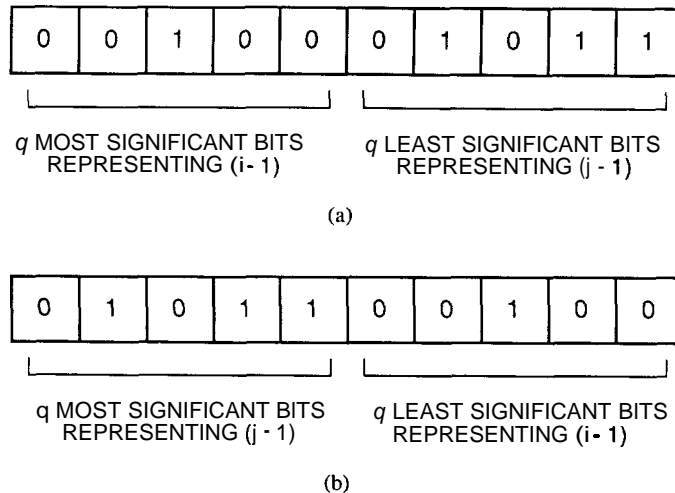 0 0 1 0 0 0 1 0 1 1
q MOST SIGNIFICANT BITS q LEAST SIGNIFICANT BITS
REPRESENTING (i - 1) REPRESENTING (j - 1)
(a)
0 1 0 1 1 0 0 1 0 0
q MOST SIGNIFICANT BITS q LEAST SIGNIFICANT BITS
REPRESENTING (j - 1) REPRESENTING (i - 1)
(b)